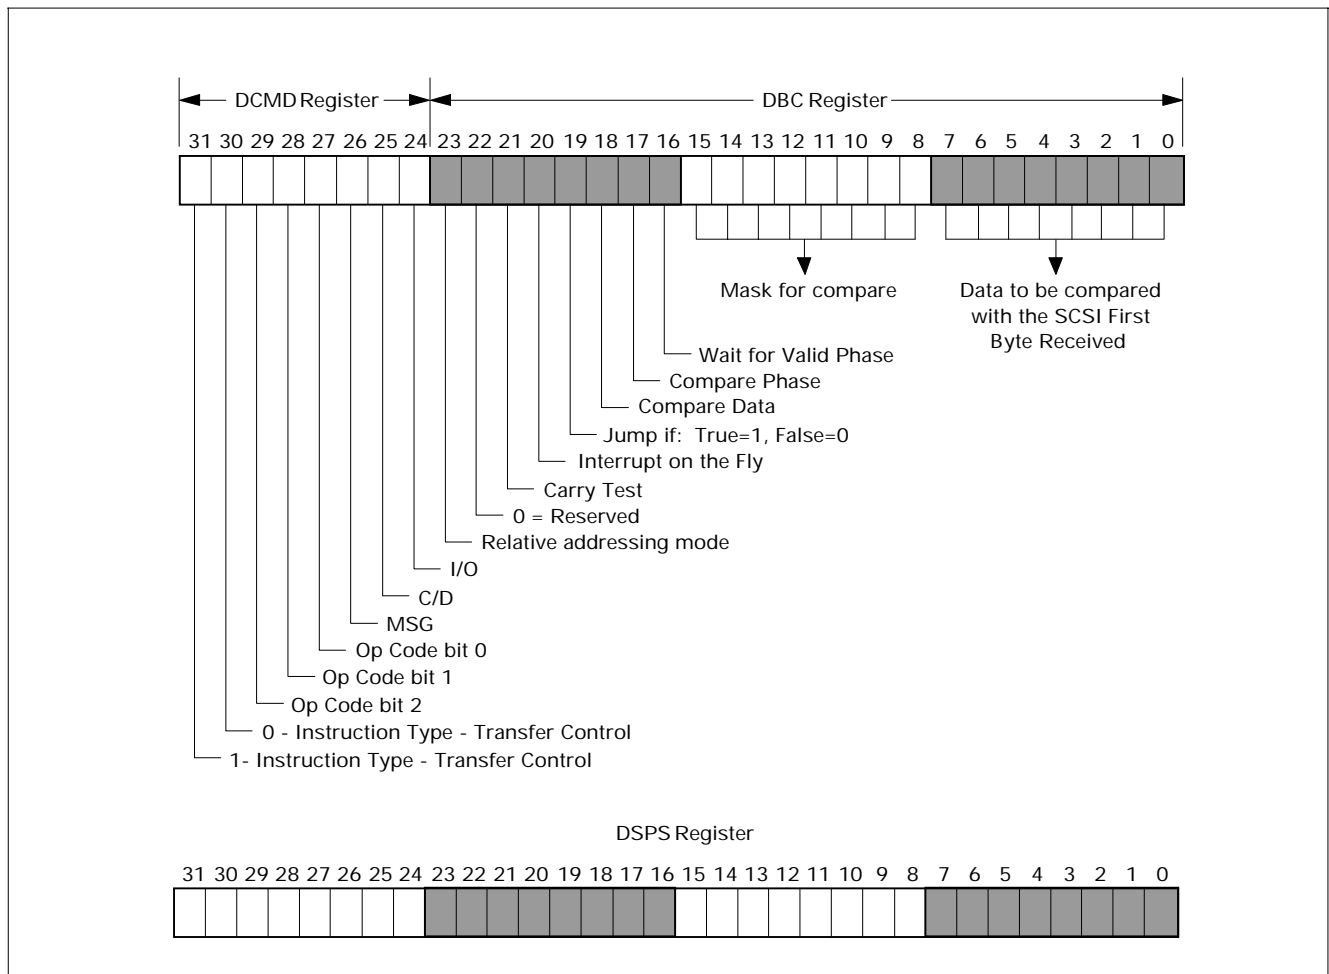 DCMD Register DBC Register
31 30 29 28 27 26 25 24 23 22 21 20 19 18 17 16 15 14 13 12 11 10 9 8 7 6 5 4 3 2 1 0
Mask for compare
Data to be compared
with the SCSI First
Byte Received
Wait for Valid Phase
Compare Phase
Compare Data
Jump if: True=1, False=0
Interrupt on the Fly
Carry Test
0 = Reserved
Relative addressing mode
I/O
C/D
MSG
Op Code bit 0
Op Code bit 1
Op Code bit 2
0 - Instruction Type - Transfer Control
1- Instruction Type - Transfer Control
DSPS Register
31 30 29 28 27 26 25 24 23 22 21 20 19 18 17 16 15 14 13 12 11 10 9 8 7 6 5 4 3 2 1 0